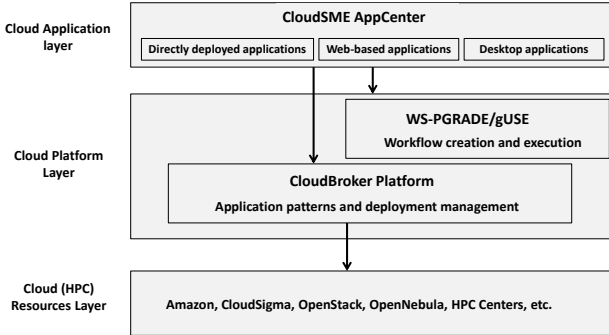 Cloud Application
layer
CloudSME AppCenter
Directly deployed applications
Web-based applications
Desktop applications
Cloud Platform
Layer
WS-PGRADE/gUSE
Workflow creation and execution
CloudBroker Platform
Application patterns and deployment management
Cloud (HPC)
Resources Layer
Amazon, CloudSigma, OpenStack, OpenNebula, HPC Centers, etc.